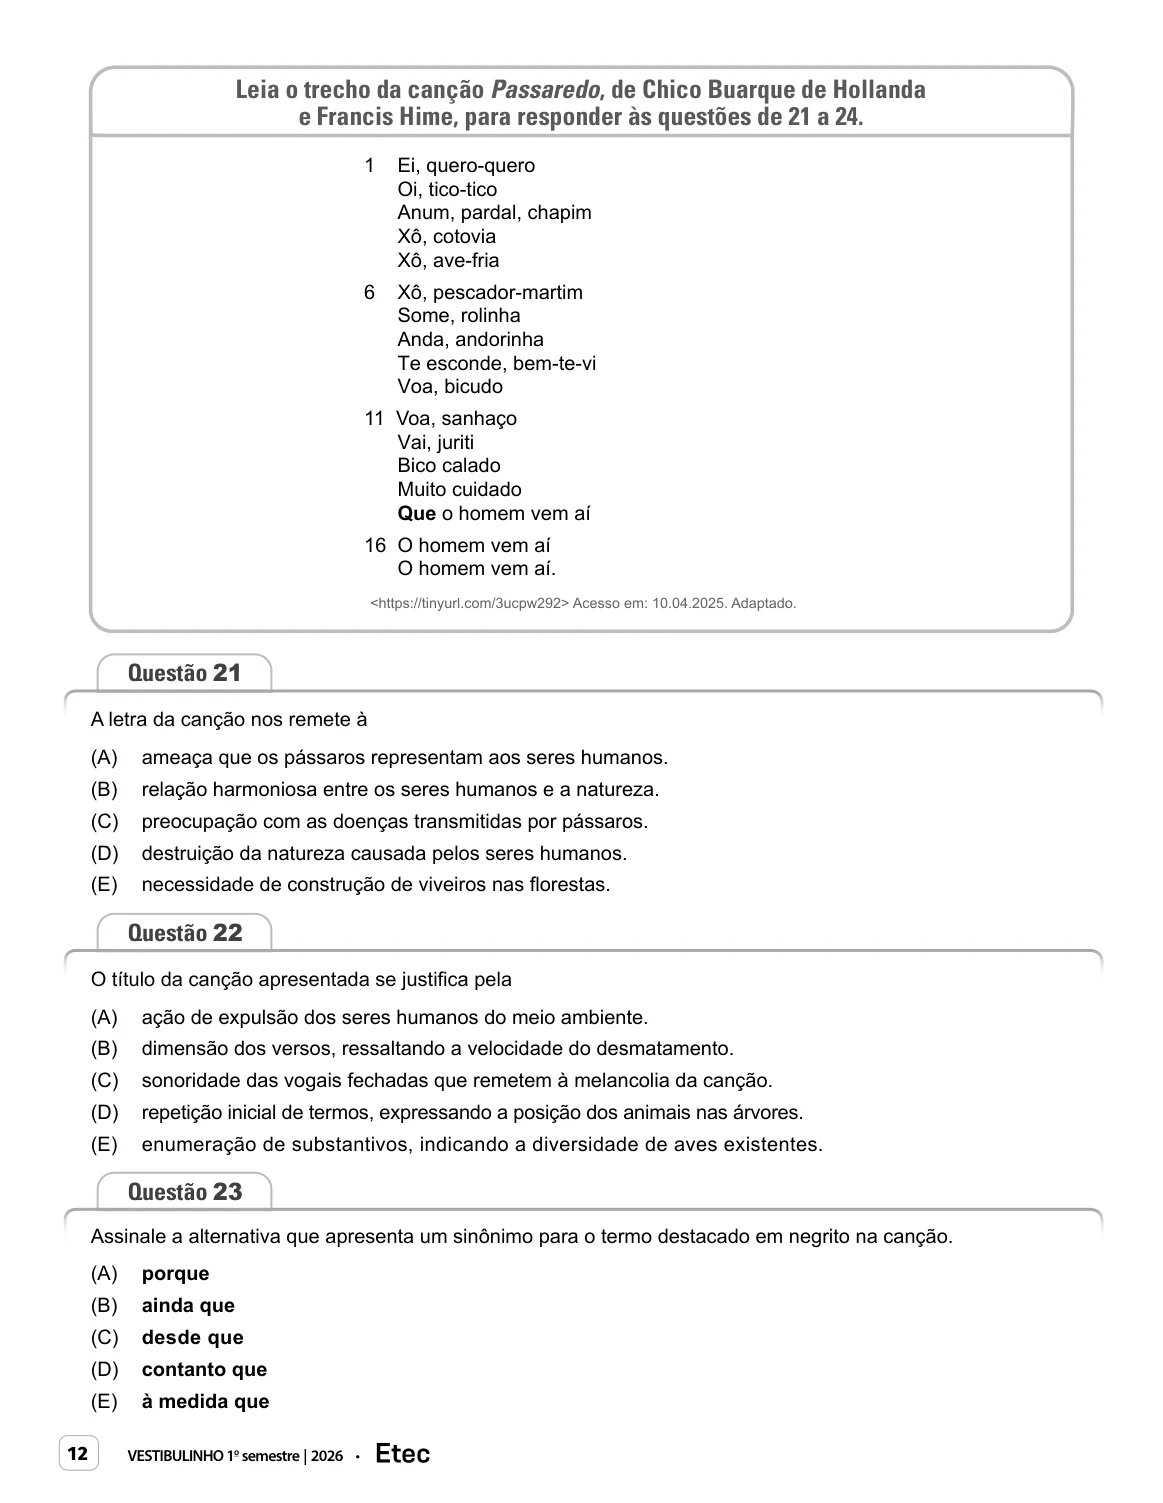 Leia o trecho da canção Passaredo, de Chico Buarque de Hollanda
e Francis Hime, para responder às questões de 21 a 24.
1 Ei, quero-quero
Oi, tico-tico
Anum, pardal, chapim
Xô, cotovia
Xô, ave-fria
6 Xô, pescador-martim
Some, rolinha
Anda, andorinha
Te esconde, bem-te-vi
Voa, bicudo
11 Voa, sanhaço
Vai, juriti
Bico calado
Muito cuidado
Que o homem vem aí
16 O homem vem aí
O homem vem aí.
<https://tinyurl.com/3ucpw292> Acesso em: 10.04.2025. Adaptado.
Questão 21
A letra da canção nos remete à
(A) ameaça que os pássaros representam aos seres humanos.
(B) relação harmoniosa entre os seres humanos e a natureza.
(C) preocupação com as doenças transmitidas por pássaros.
(D) destruição da natureza causada pelos seres humanos.
(E) necessidade de construção de viveiros nas florestas.
Questão 22
O título da canção apresentada se justifica pela
(A) ação de expulsão dos seres humanos do meio ambiente.
(B) dimensão dos versos, ressaltando a velocidade do desmatamento.
(C) sonoridade das vogais fechadas que remetem à melancolia da canção.
(D) repetição inicial de termos, expressando a posição dos animais nas árvores.
(E) enumeração de substantivos, indicando a diversidade de aves existentes.
Questão 23
Assinale a alternativa que apresenta um sinônimo para o termo destacado em negrito na canção.
(A) porque
(B) ainda que
(C) desde que
(D) contanto que
(E) à medida que
12 VESTIBULINHO 1º semestre | 2026 • Etec